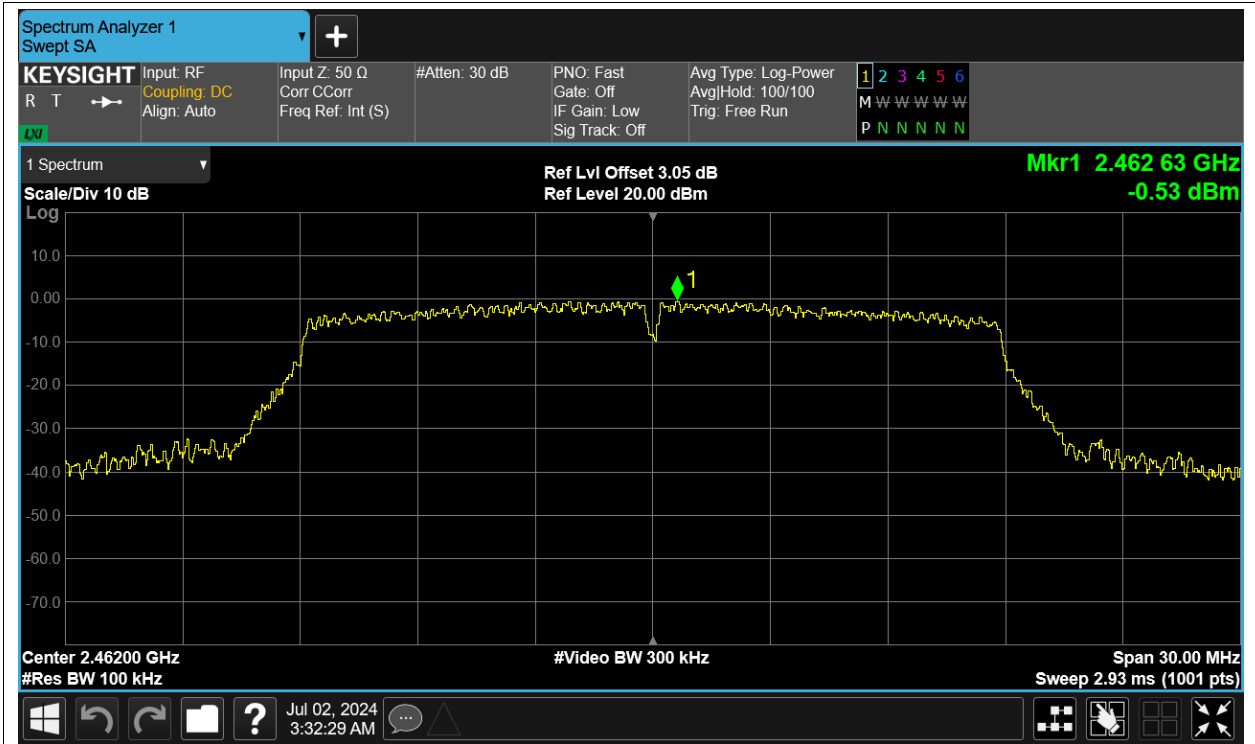 Spectrum Analyzer 1
Swept SA
KEYSIGHT
R T
LXI
Input: RF
Coupling: DC
Align: Auto
Input Z: 50 Ω
Corr CCorr
Freq Ref: Int (S)
#Atten: 30 dB
PNO: Fast
Gate: Off
IF Gain: Low
Sig Track: Off
Avg Type: Log-Power
Avg|Hold: 100/100
Trig: Free Run
1 2 3 4 5 6
M W W W W W
P N N N N N
1 Spectrum
Scale/Div 10 dB
Log
Ref Lvl Offset 3.05 dB
Ref Level 20.00 dBm
Mkr1 2.462 63 GHz
-0.53 dBm
1
10.0
0.00
-10.0
-20.0
-30.0
-40.0
-50.0
-60.0
-70.0
Center 2.46200 GHz
#Video BW 300 kHz
Span 30.00 MHz
#Res BW 100 kHz
Sweep 2.93 ms (1001 pts)
?
Jul 02, 2024
3:32:29 AM